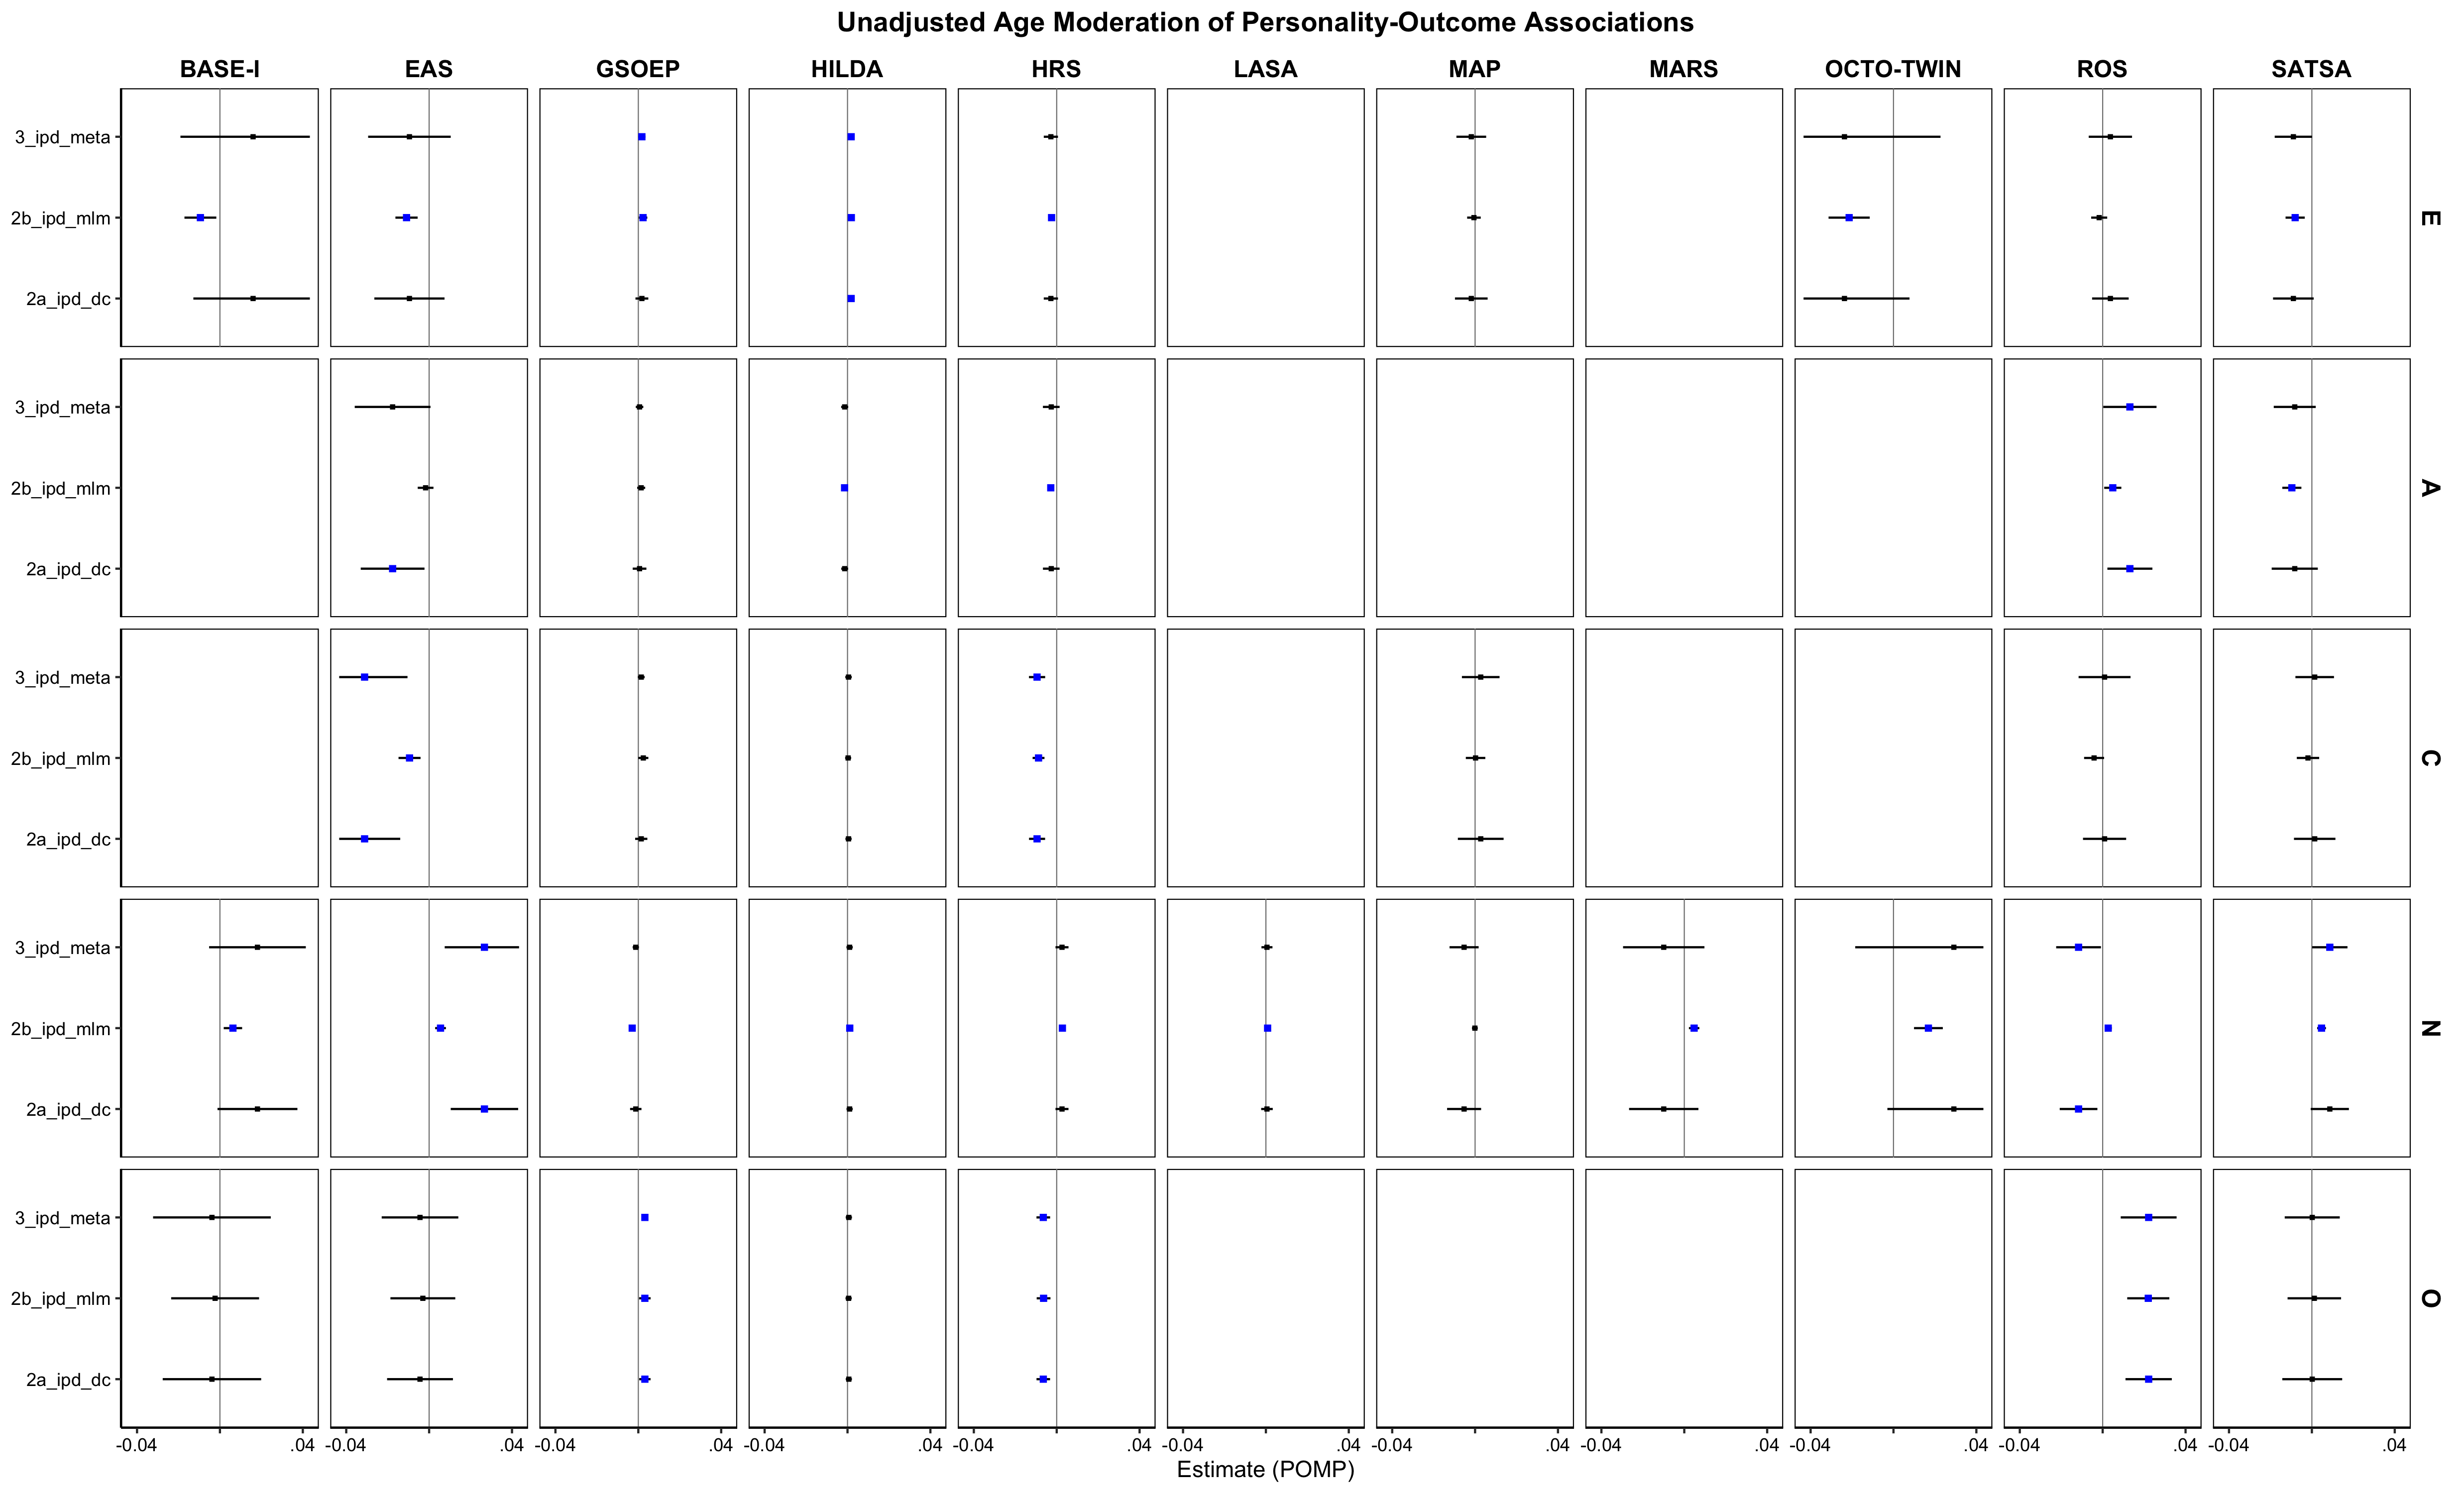 Unadjusted Age Moderation of Personality-Outcome Associations
BASE-I EAS GSOEP HILDA HRS LASA MAP MARS OCTO-TWIN ROS SATSA
3_ipd_meta
2b_ipd_mlm
2a_ipd_dc
E
3_ipd_meta
2b_ipd_mlm
2a_ipd_dc
A
3_ipd_meta
2b_ipd_mlm
2a_ipd_dc
C
3_ipd_meta
2b_ipd_mlm
2a_ipd_dc
N
3_ipd_meta
2b_ipd_mlm
2a_ipd_dc
O
-0.04 .04 -0.04 .04 -0.04 .04 -0.04 .04 -0.04 .04 -0.04 .04 -0.04 .04 -0.04 .04 -0.04 .04 -0.04 .04 -0.04 .04
Estimate (POMP)